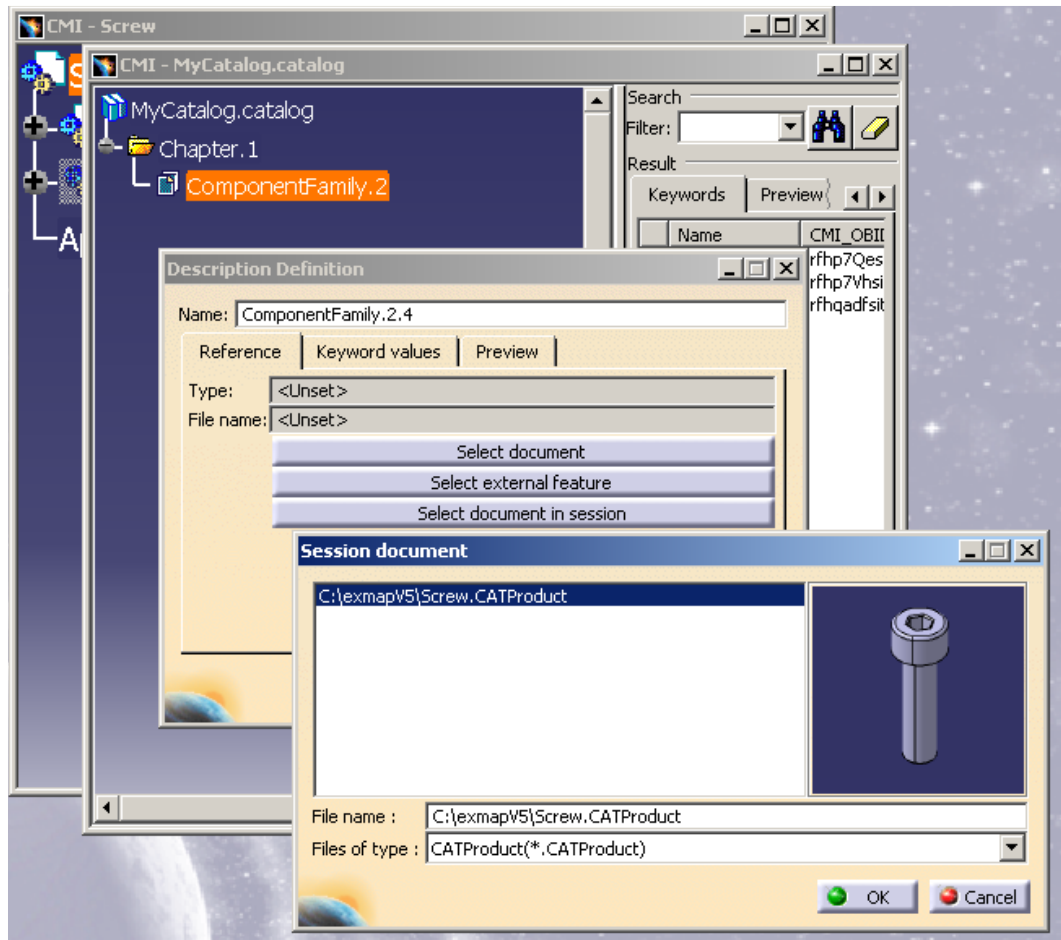 CMI - Screw
CMI - MyCatalog.catalog
MyCatalog.catalog
Chapter.1
ComponentFamily.2
Search
Filter:
Result
Keywords
Preview
Name
CMI_OBII
rfhp7Qes
rfhp7Vhsi
rfhqadfsit
Description Definition
Name: ComponentFamily.2.4
Reference
Keyword values
Preview
Type: <Unset>
File name: <Unset>
Select document
Select external feature
Select document in session
Session document
C:\exmapV5\Screw.CATProduct
File name : C:\exmapV5\Screw.CATProduct
Files of type : CATProduct(*.CATProduct)
OK
Cancel